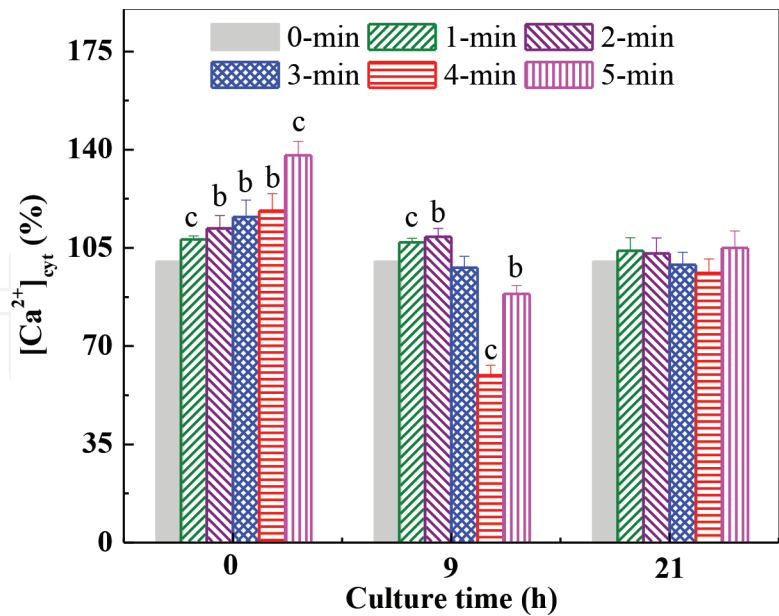 0-min 1-min 2-min
3-min 4-min 5-min
175
140
105
70
35
0
[Ca²⁺]cyt (%)
c b b b c
c b c b
0 9 21
Culture time (h)